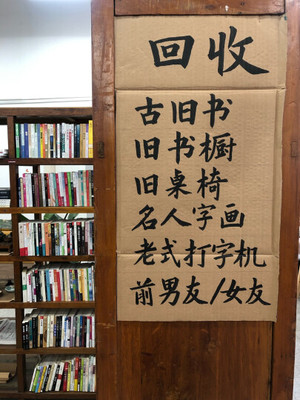 回收
古旧书
旧书橱
旧桌椅
名人字画
老式打字机
前男友/女友